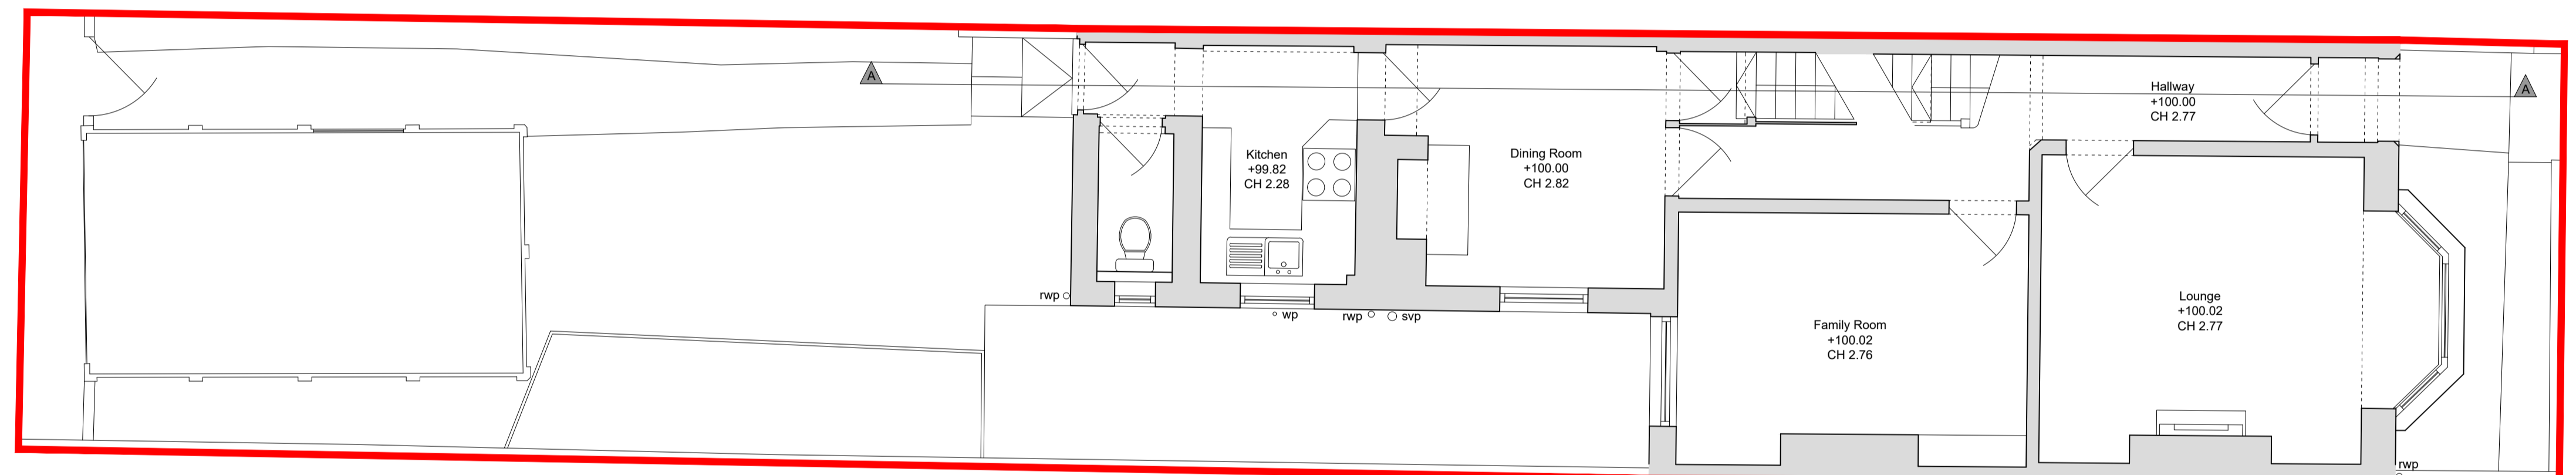 A
Kitchen
+99.82
CH 2.28
Dining Room
+100.00
CH 2.82
Hallway
+100.00
CH 2.77
A
rwp
wp
rwp
svp
Family Room
+100.02
CH 2.76
Lounge
+100.02
CH 2.77
rwp